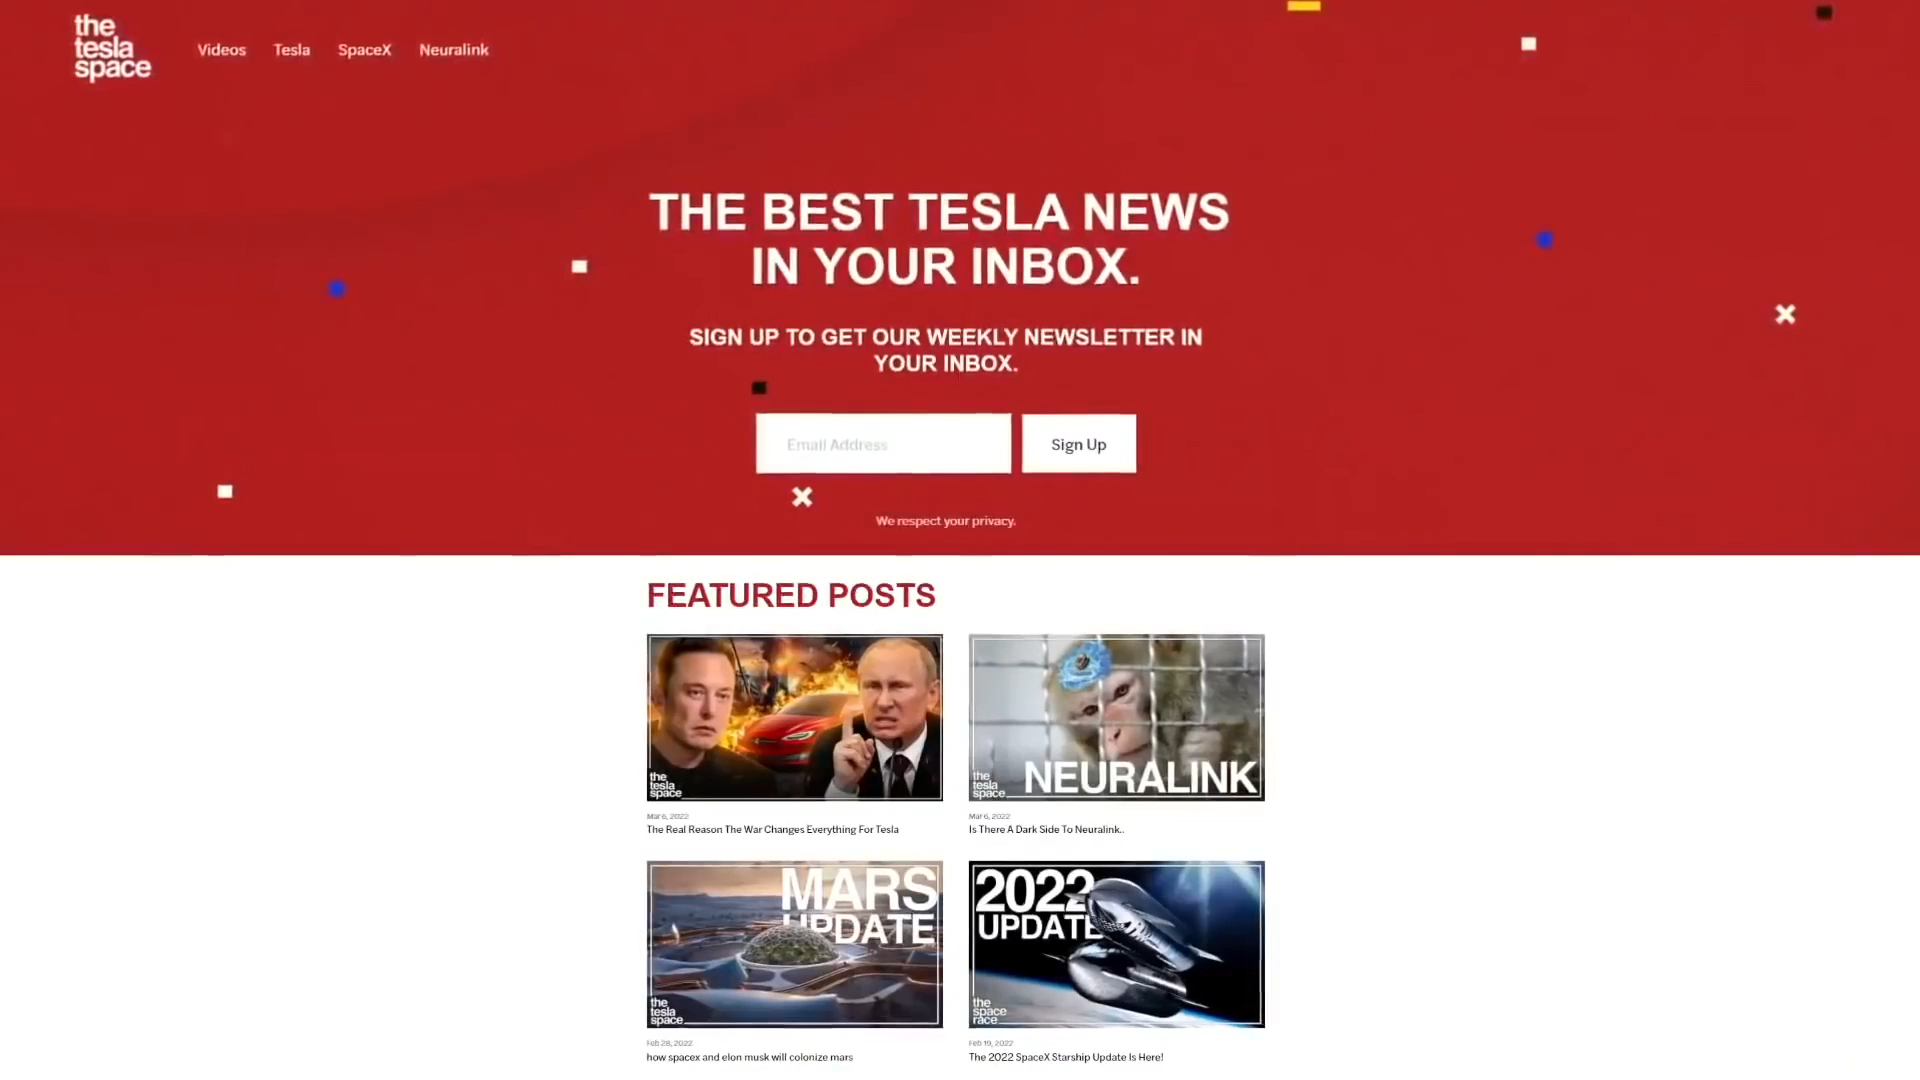 the
tesla
space
Videos Tesla SpaceX Neuralink
THE BEST TESLA NEWS
IN YOUR INBOX.
SIGN UP TO GET OUR WEEKLY NEWSLETTER IN
YOUR INBOX.
Email Address
Sign Up
We respect your privacy.
FEATURED POSTS
the
tesla
space
the
tesla
space
NEURALINK
Mar 6, 2022
The Real Reason The War Changes Everything For Tesla
Mar 6, 2022
Is There A Dark Side To Neuralink..
MARS
UPDATE
the
tesla
space
2022
UPDATE
the
space
race
Feb 28, 2022
how spacex and elon musk will colonize mars
Feb 19, 2022
The 2022 SpaceX Starship Update Is Here!